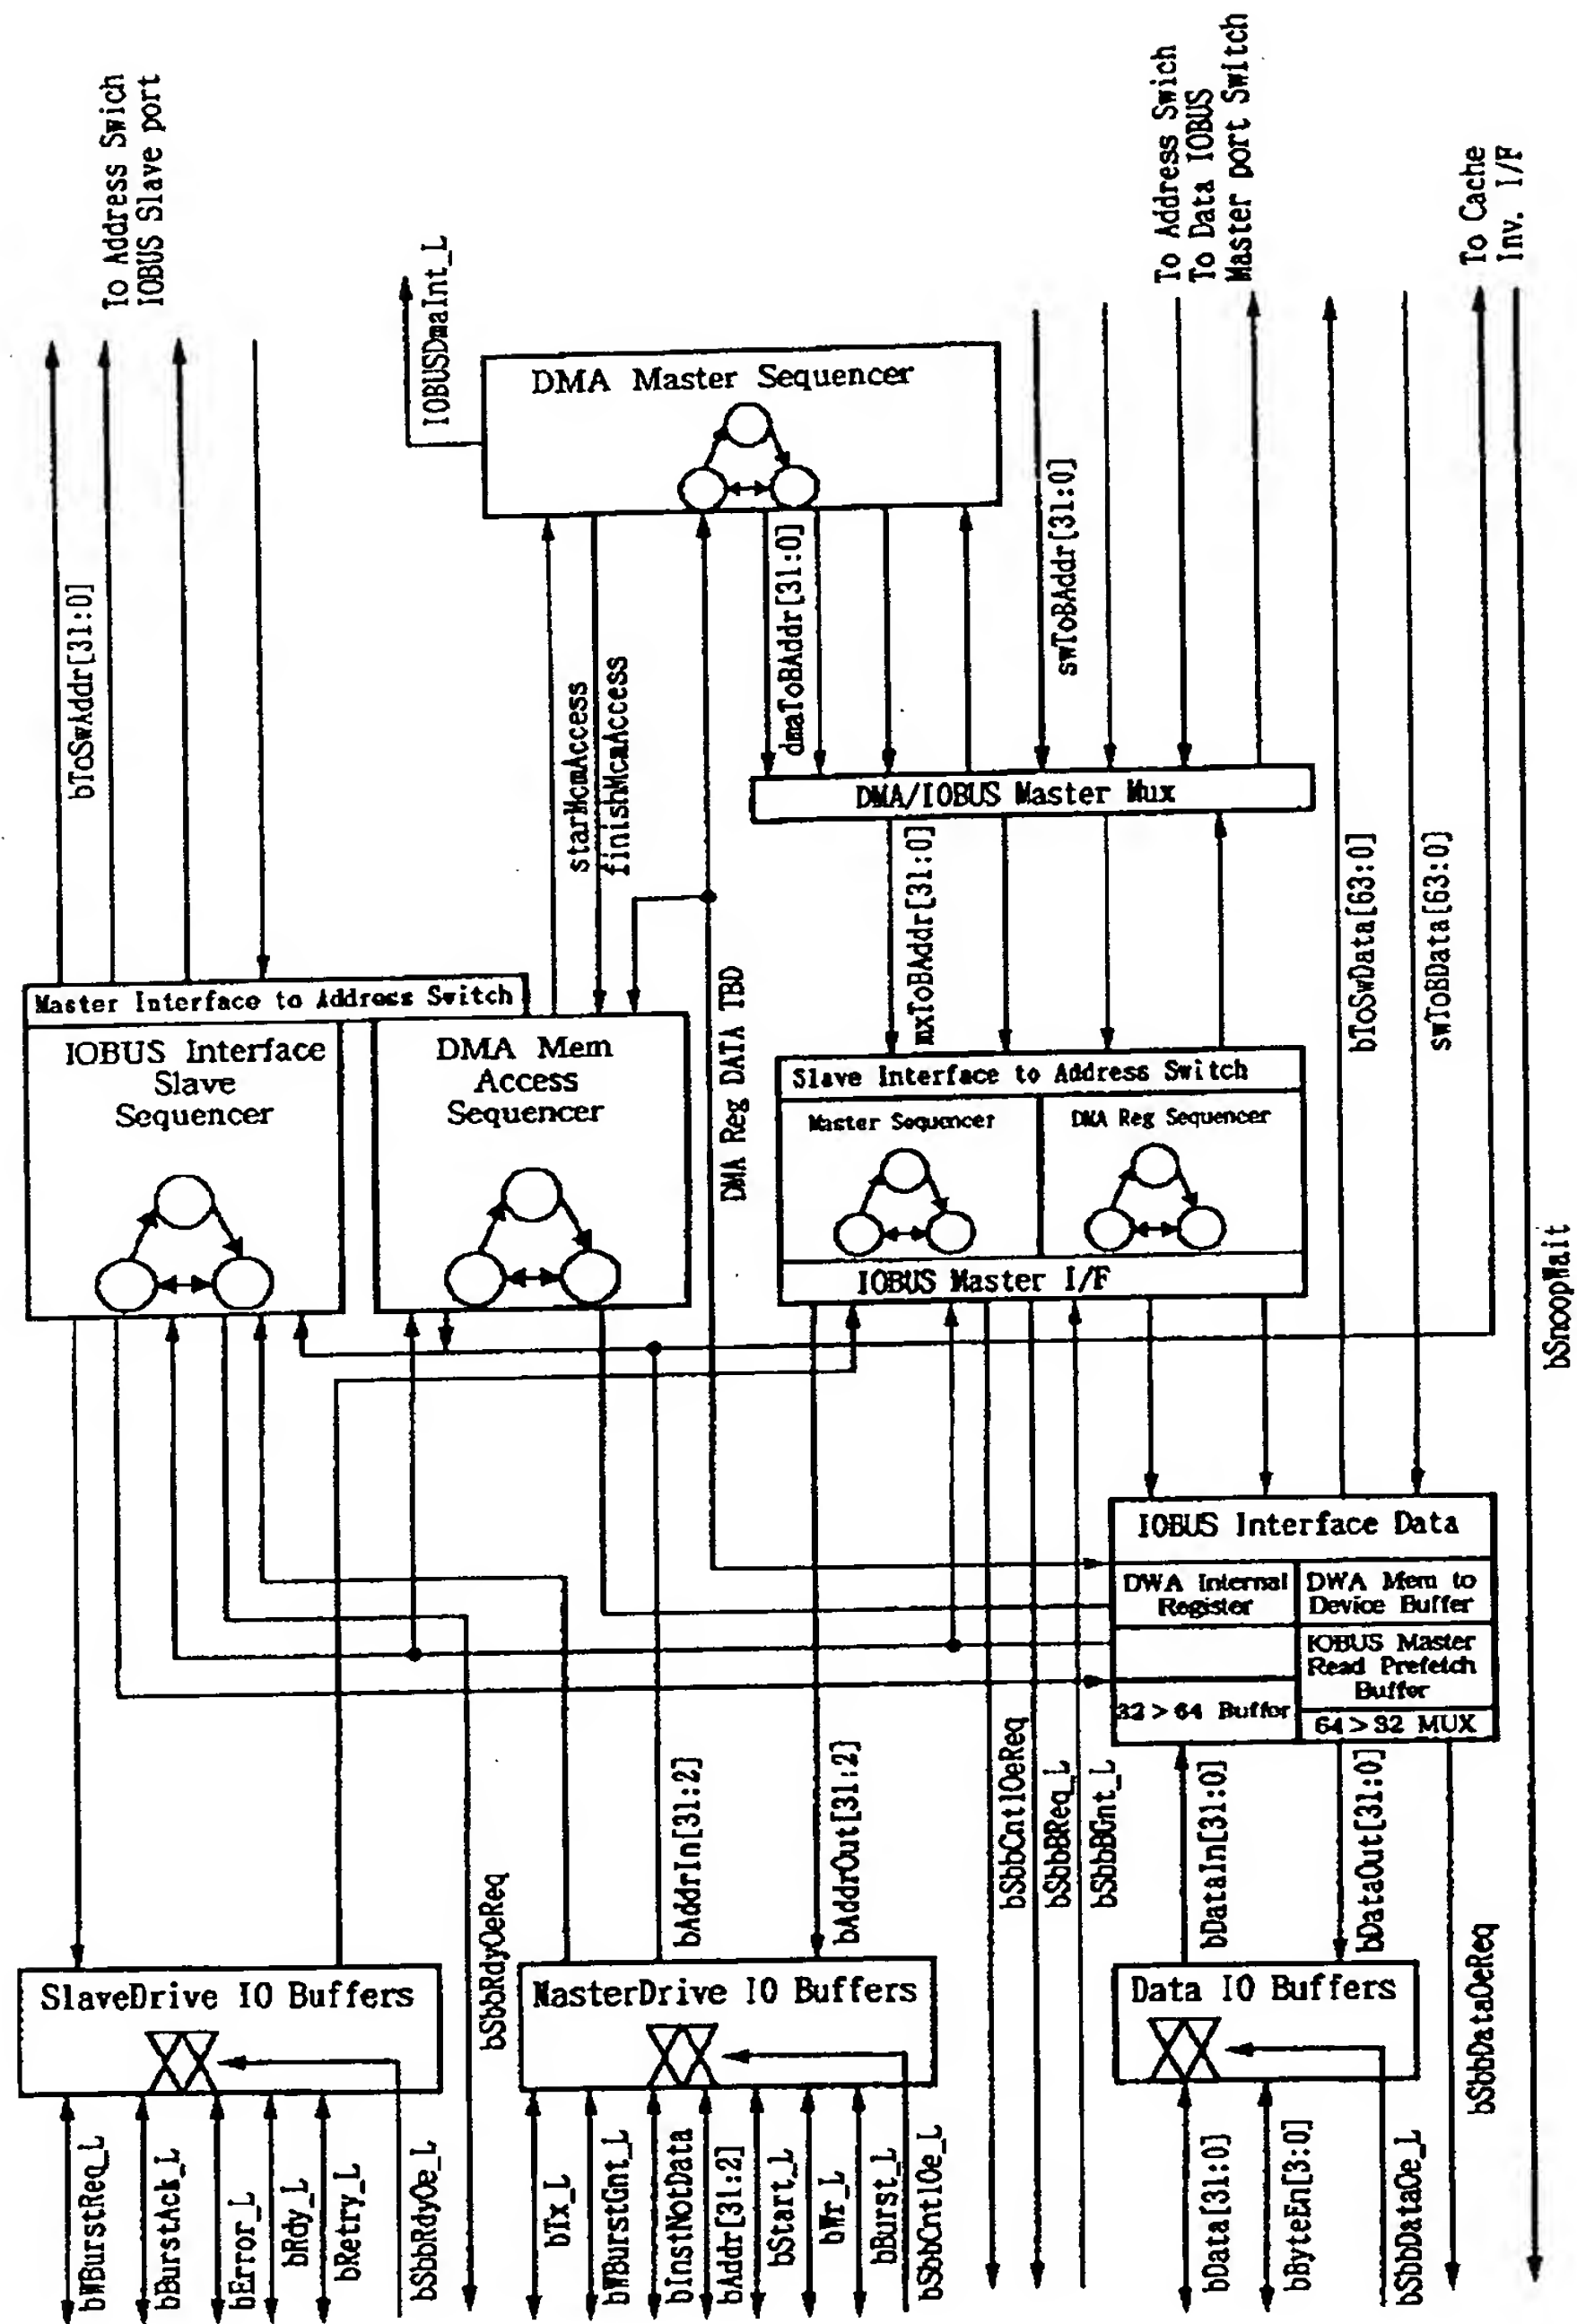 To Address Swich
IOBUS Slave port
bToSwAddr[31:0]
IOBUSDmaInt_L
DMA Master Sequencer
To Address Swich
To Data IOBUS
Master port Switch
To Cache
Inv. I/F
starMcmAccess
finishMcmAccess
dmaToBAddr[31:0]
swToBAddr[31:0]
DMA/IOBUS Master Mux
mxToBAddr[31:0]
bToSwData[63:0]
swToBData[63:0]
Master Interface to Address Switch
IOBUS Interface
Slave
Sequencer
DMA Mem
Access
Sequencer
DMA Reg DATA TBD
Slave Interface to Address Switch
Master Sequencer
DMA Reg Sequencer
IOBUS Master I/F
bSnoopWait
IOBUS Interface Data
DWA Internal
Register
DWA Mem to
Device Buffer
IOBUS Master
Read Prefetch
Buffer
32>64 Buffor
64>32 MUX
bSbbRdyOeReq
bAddrIn[31:2]
bAddrOut[31:2]
bSbbCntlOeReq
bSbbBReq_L
bSbbBGnt_L
bDataIn[31:0]
bDataOut[31:0]
bSbbDataOeReq
SlaveDrive IO Buffers
MasterDrive IO Buffers
Data IO Buffers
bWBurstReq_L
bBurstAck_L
bError_L
bRdy_L
bRetry_L
bSbbRdyOe_L
bTx_L
bWBurstGnt_L
bInstNotData
bAddr[31:2]
bStart_L
bWr_L
bBurst_L
bSbbCntlOe_L
bData[31:0]
bByteEn[3:0]
bSbbDataOe_L